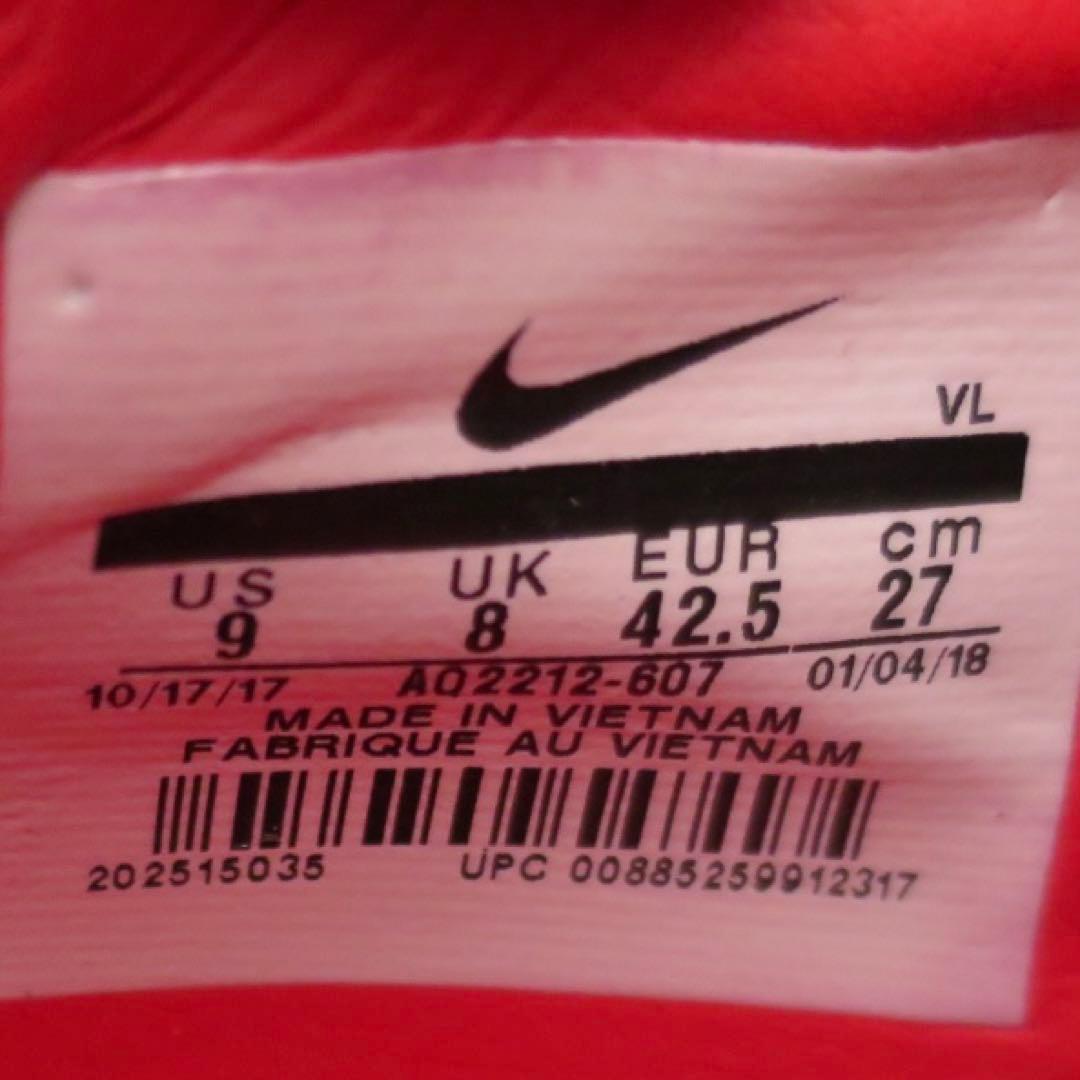 VL
US UK EUR cm
9 8 42.5 27
10/17/17 AQ2212-607 01/04/18
MADE IN VIETNAM
FABRIQUE AU VIETNAM
202515035 UPC 00885259912317